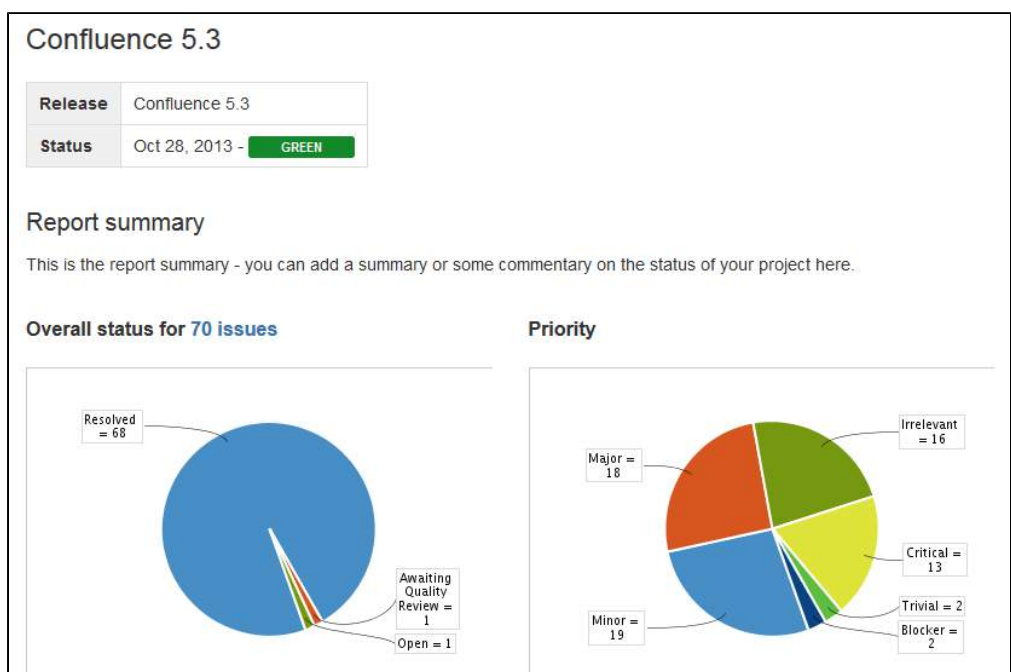 Confluence 5.3
Release Confluence 5.3
Status Oct 28, 2013 - GREEN
Report summary
This is the report summary - you can add a summary or some commentary on the status of your project here.
Overall status for 70 issues
Resolved
= 68
Awaiting
Quality
Review =
1
Open = 1
Priority
Irrelevant
= 16
Major =
18
Critical =
13
Trivial = 2
Blocker =
2
Minor =
19